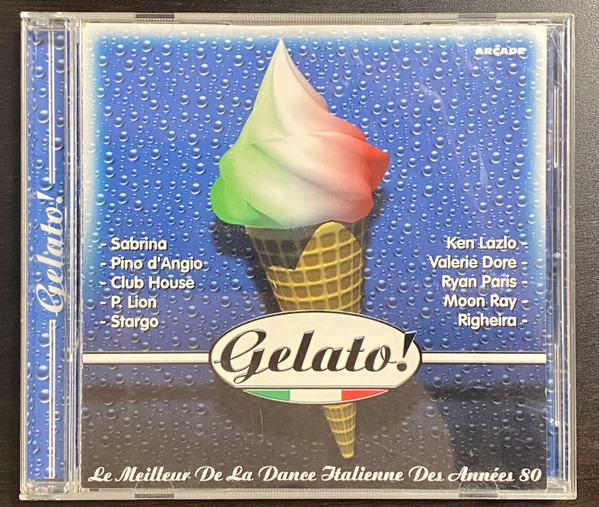 Gelato!
ARCADE
- Sabrina
- Pino d'Angio
- Club House
- P. Lion
- Stargo
Ken Lazlo -
Valerie Dore -
Ryan Paris -
Moon Ray -
Righeira -
Gelato!
Le Meilleur De La Dance Italienne Des Années 80